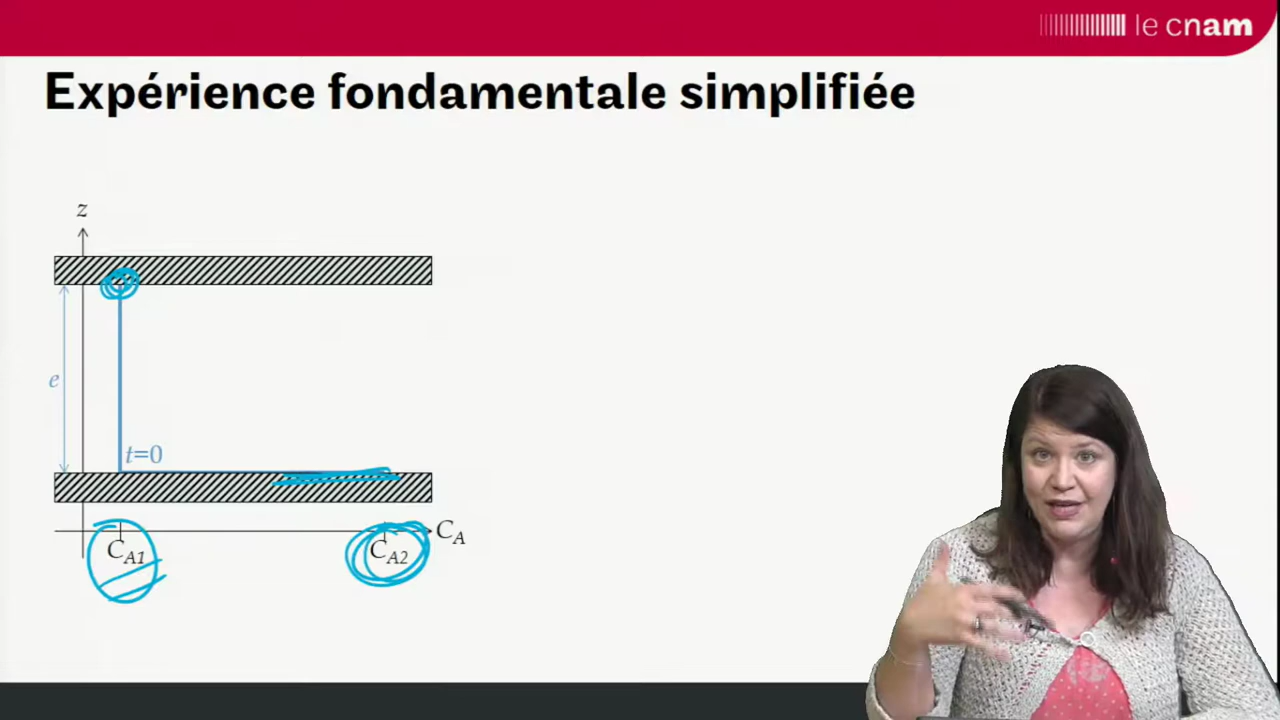 le cnam
Expérience fondamentale simplifiée
z
e
t=0
C_A
C_A1
C_A2